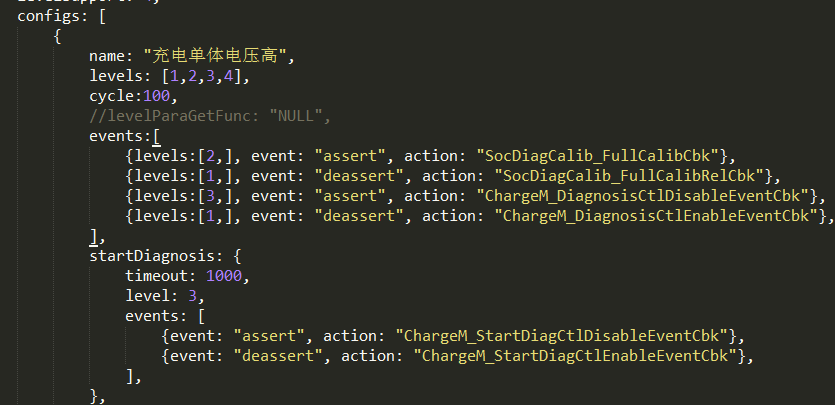 configs: [
{
name: "充电单体电压高",
levels: [1,2,3,4],
cycle:100,
//levelParaGetFunc: "NULL",
events:[
{levels:[2,], event: "assert", action: "SocDiagCalib_FullCalibCbk"},
{levels:[1,], event: "deassert", action: "SocDiagCalib_FullCalibRelCbk"},
{levels:[3,], event: "assert", action: "ChargeM_DiagnosisCtlDisableEventCbk"},
{levels:[1,], event: "deassert", action: "ChargeM_DiagnosisCtlEnableEventCbk"},
],
startDiagnosis: {
timeout: 1000,
level: 3,
events: [
{event: "assert", action: "ChargeM_StartDiagCtlDisableEventCbk"},
{event: "deassert", action: "ChargeM_StartDiagCtlEnableEventCbk"},
],
},